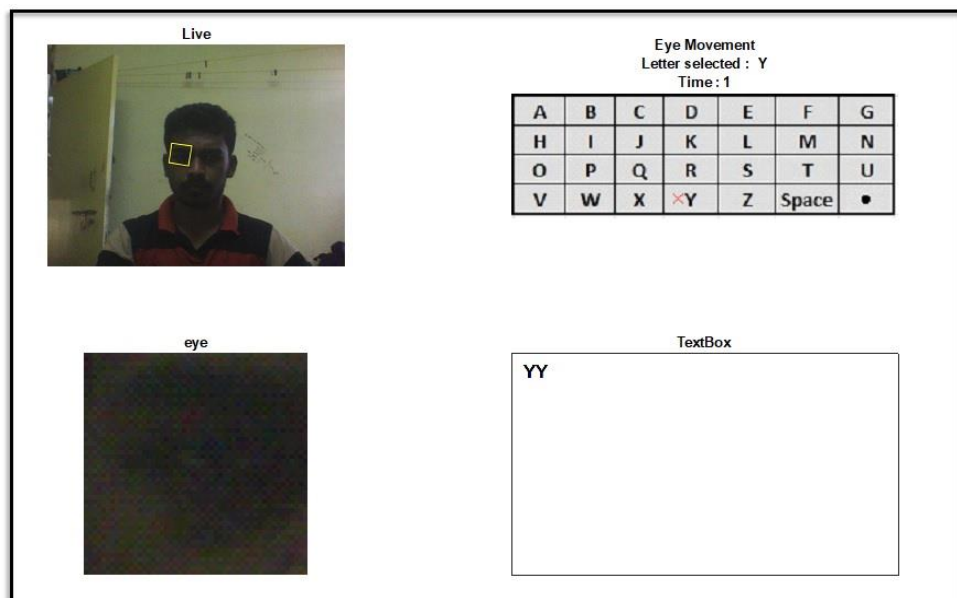 Live
Eye Movement
Letter selected : Y
Time : 1
A B C D E F G
H I J K L M N
O P Q R S T U
V W X Y Z Space •
eye
TextBox
YY